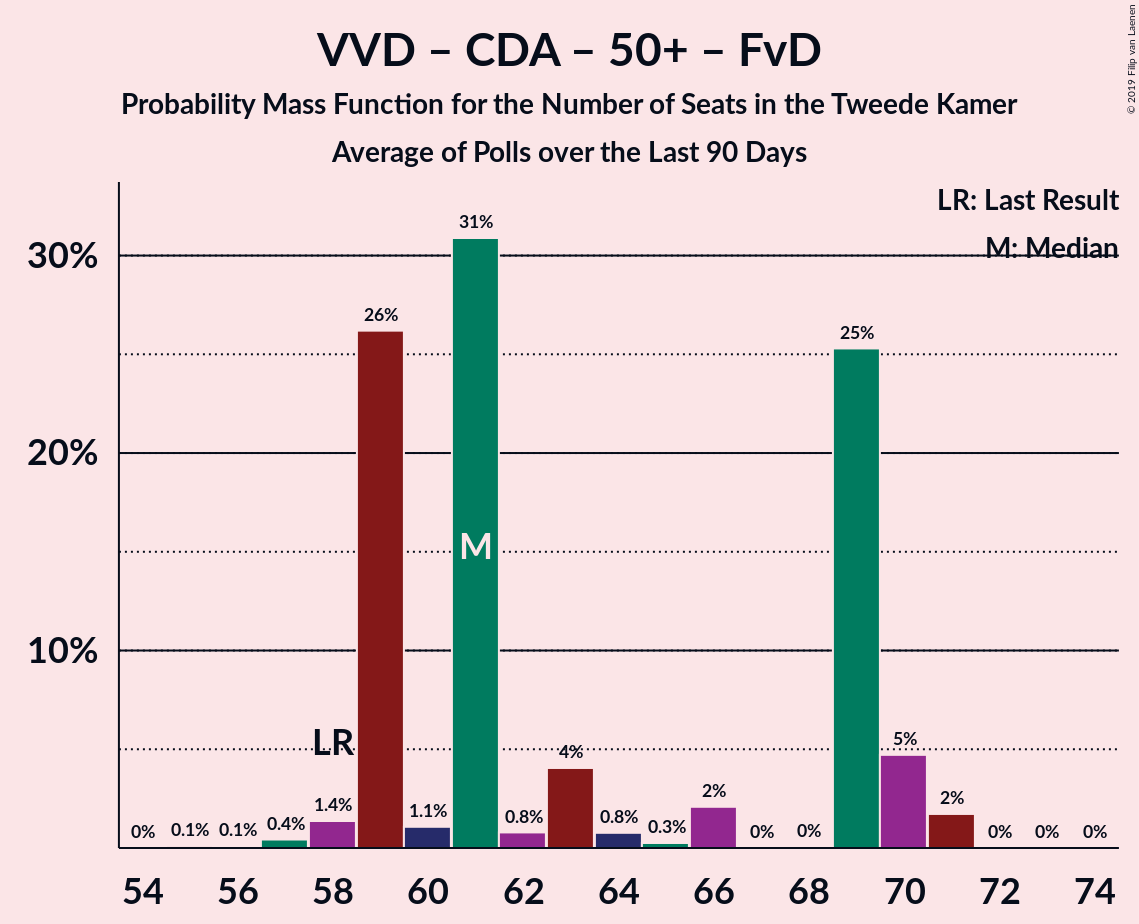 VVD – CDA – 50+ – FvD
Probability Mass Function for the Number of Seats in the Tweede Kamer
Average of Polls over the Last 90 Days
© 2019 Filip van Laenen
LR: Last Result
M: Median
30%
20%
10%
0%
0.1%
0.1%
0.4%
1.4%
26%
1.1%
31%
0.8%
4%
0.8%
0.3%
2%
0%
0%
25%
5%
2%
0%
0%
0%
LR
M
54 56 58 60 62 64 66 68 70 72 74